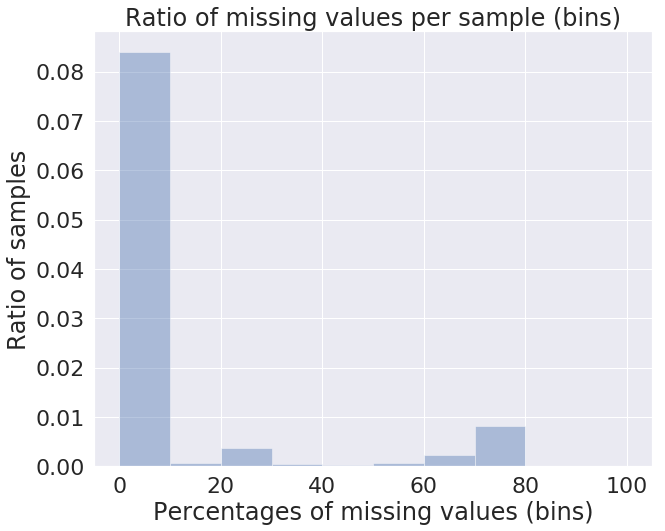 Ratio of missing values per sample (bins)
Ratio of samples
0.08
0.07
0.06
0.05
0.04
0.03
0.02
0.01
0.00
0 20 40 60 80 100
Percentages of missing values (bins)